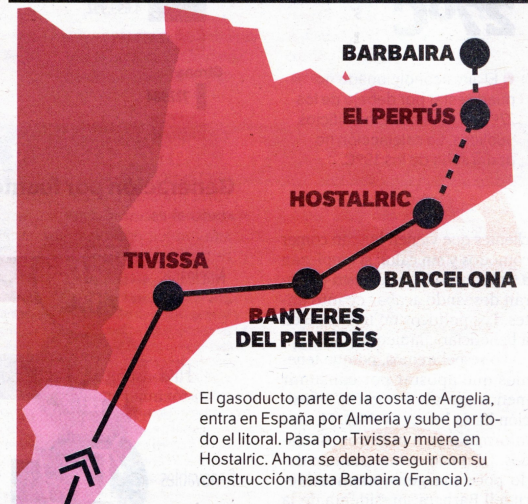 BARBAIRA
EL PERTÚS
HOSTALRIC
TIVISSA
BARCELONA
BANYERES
DEL PENEDÈS
El gasoducto parte de la costa de Argelia,
entra en España por Almería y sube por to-
do el litoral. Pasa por Tivissa y muere en
Hostalric. Ahora se debate seguir con su
construcción hasta Barbaira (Francia).